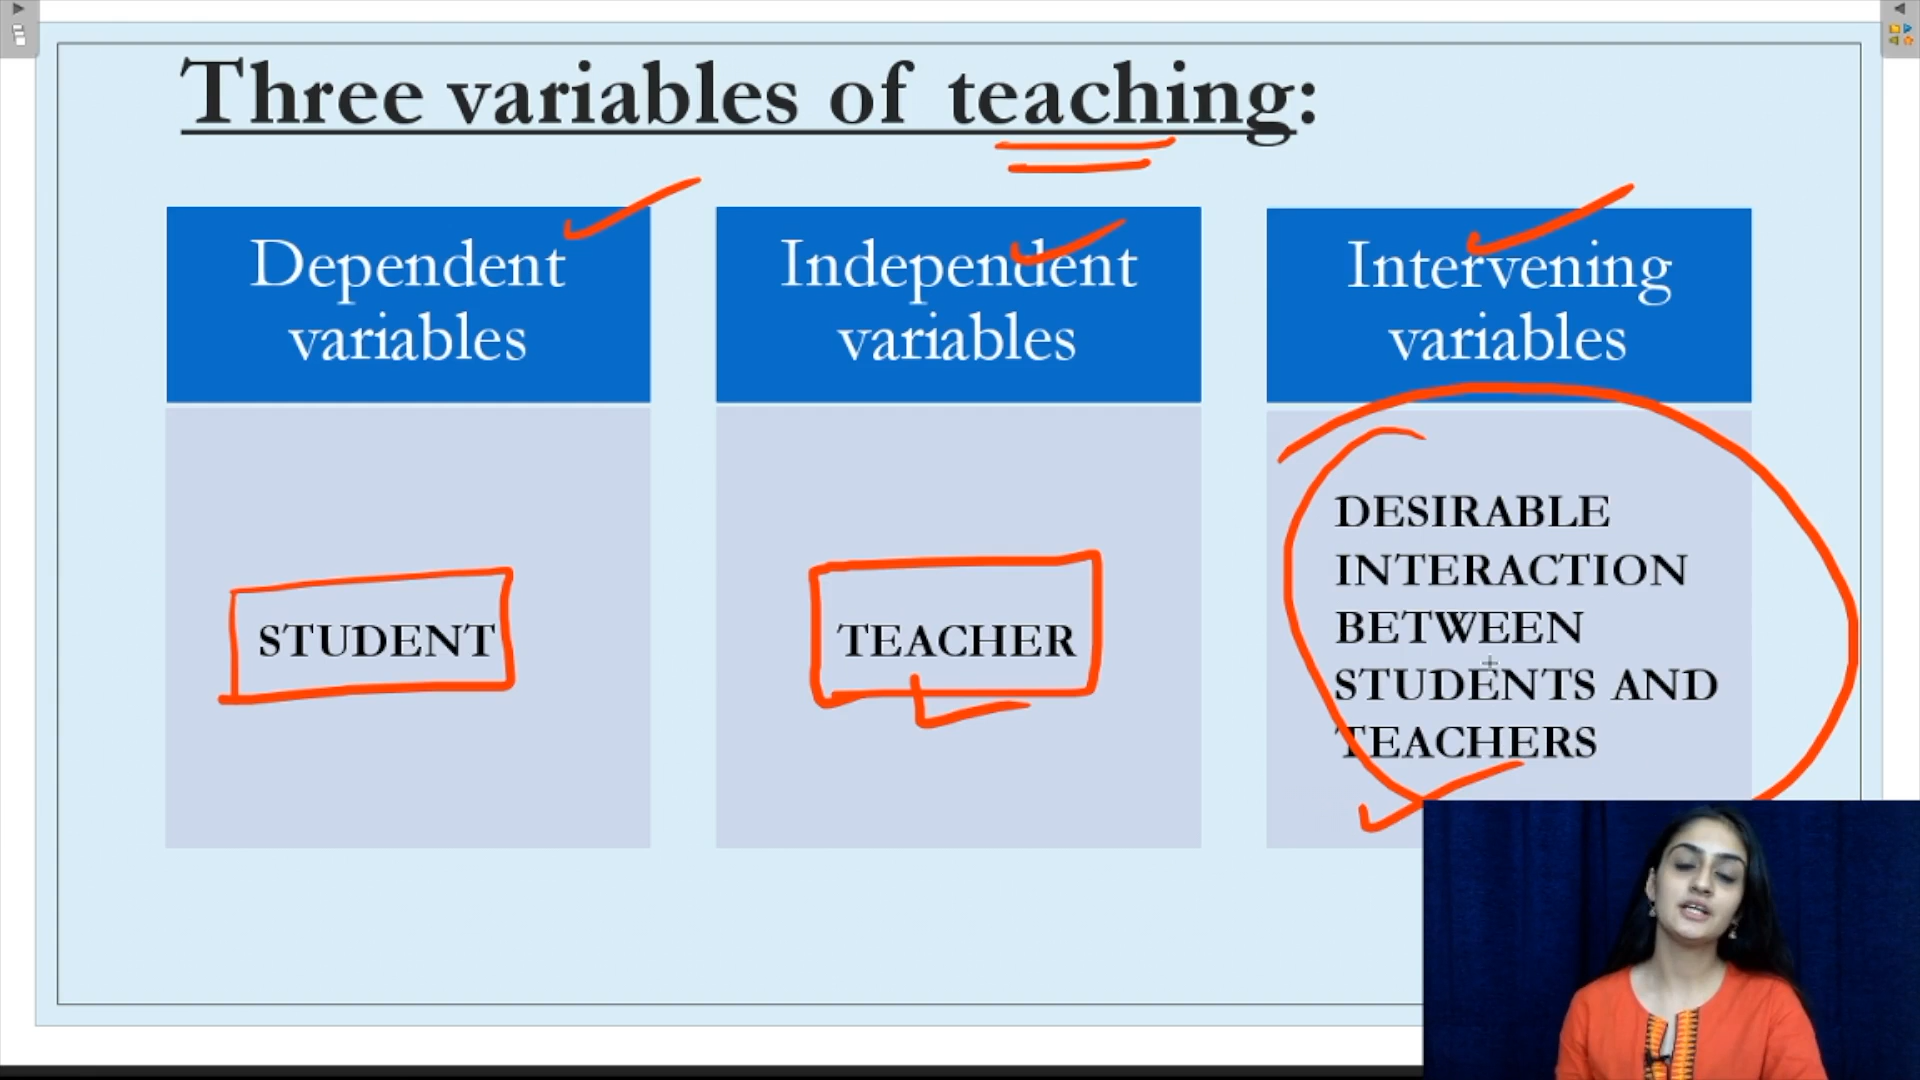 Three variables of teaching:
Dependent
variables
Independent
variables
Intervening
variables
STUDENT
TEACHER
DESIRABLE
INTERACTION
BETWEEN
STUDENTS AND
TEACHERS